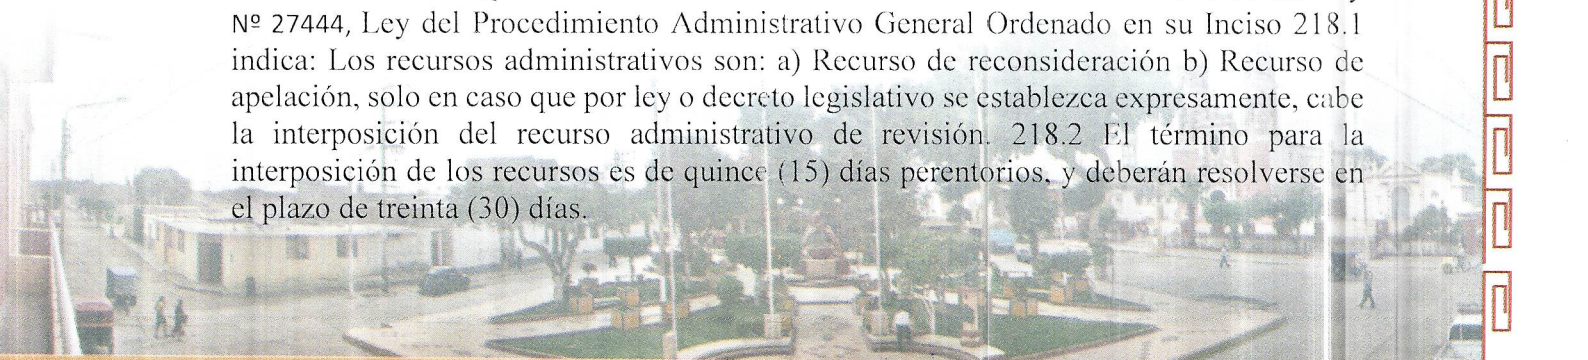 Nº 27444, Ley del Procedimiento Administrativo General Ordenado en su Inciso 218.1
indica: Los recursos administrativos son: a) Recurso de reconsideración b) Recurso de
apelación, solo en caso que por ley o decreto legislativo se establezca expresamente, cabe
la interposición del recurso administrativo de revisión. 218.2 El término para la
interposición de los recursos es de quince (15) días perentorios, y deberán resolverse en
el plazo de treinta (30) días.